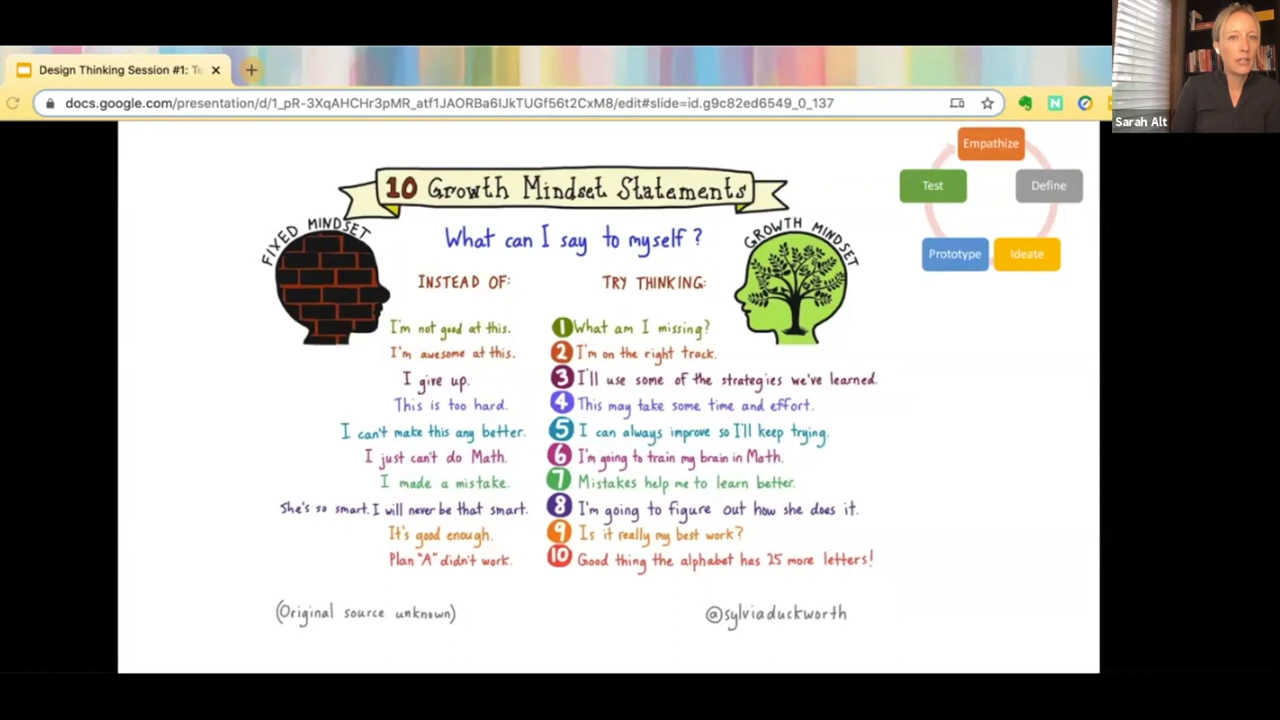 Design Thinking Session #1: Te
docs.google.com/presentation/d/1_pR-3XqAHCHr3pMR_atf1JAORBa6IJkTUGf56t2CxM8/edit#slide=id.g9c82ed6549_0_137
Sarah Alt
Empathize
Test
Define
Prototype
Ideate
10 Growth Mindset Statements
FIXED MINDSET
What can I say to myself?
GROWTH MINDSET
INSTEAD OF: TRY THINKING:
I'm not good at this. 1 What am I missing?
I'm awesome at this. 2 I'm on the right track.
I give up. 3 I'll use some of the strategies we've learned.
This is too hard. 4 This may take some time and effort.
I can't make this any better. 5 I can always improve so I'll keep trying.
I just can't do Math. 6 I'm going to train my brain in Math.
I made a mistake. 7 Mistakes help me to learn better.
She's so smart. I will never be that smart. 8 I'm going to figure out how she does it.
It's good enough. 9 Is it really my best work?
Plan "A" didn't work. 10 Good thing the alphabet has 25 more letters!
(Original source unknown) @sylviaduckworth